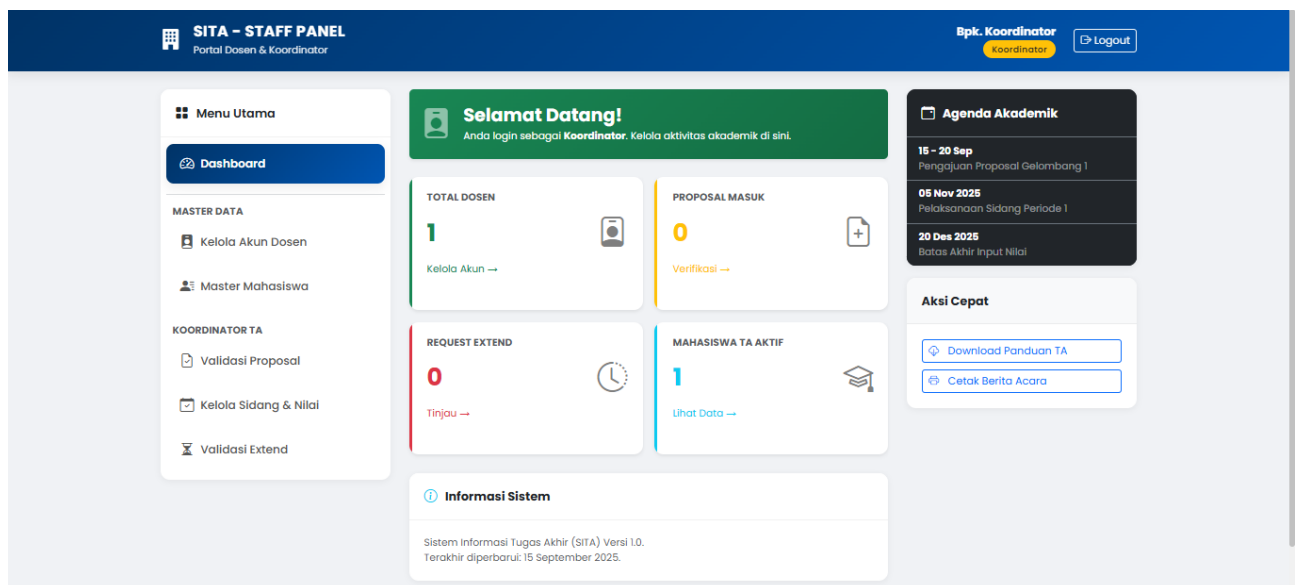 SITA - STAFF PANEL
Portal Dosen & Koordinator
Bpk. Koordinator
Koordinator
Logout
Menu Utama
Dashboard
MASTER DATA
Kelola Akun Dosen
Master Mahasiswa
KOORDINATOR TA
Validasi Proposal
Kelola Sidang & Nilai
Validasi Extend
Selamat Datang!
Anda login sebagai Koordinator. Kelola aktivitas akademik di sini.
TOTAL DOSEN
1
Kelola Akun →
PROPOSAL MASUK
0
Verifikasi →
REQUEST EXTEND
0
Tinjau →
MAHASISWA TA AKTIF
1
Lihat Data →
Informasi Sistem
Sistem Informasi Tugas Akhir (SITA) Versi 1.0.
Terakhir diperbarui: 15 September 2025.
Agenda Akademik
15 - 20 Sep
Pengajuan Proposal Gelombang 1
05 Nov 2025
Pelaksanaan Sidang Periode 1
20 Des 2025
Batas Akhir Input Nilai
Aksi Cepat
Download Panduan TA
Cetak Berita Acara